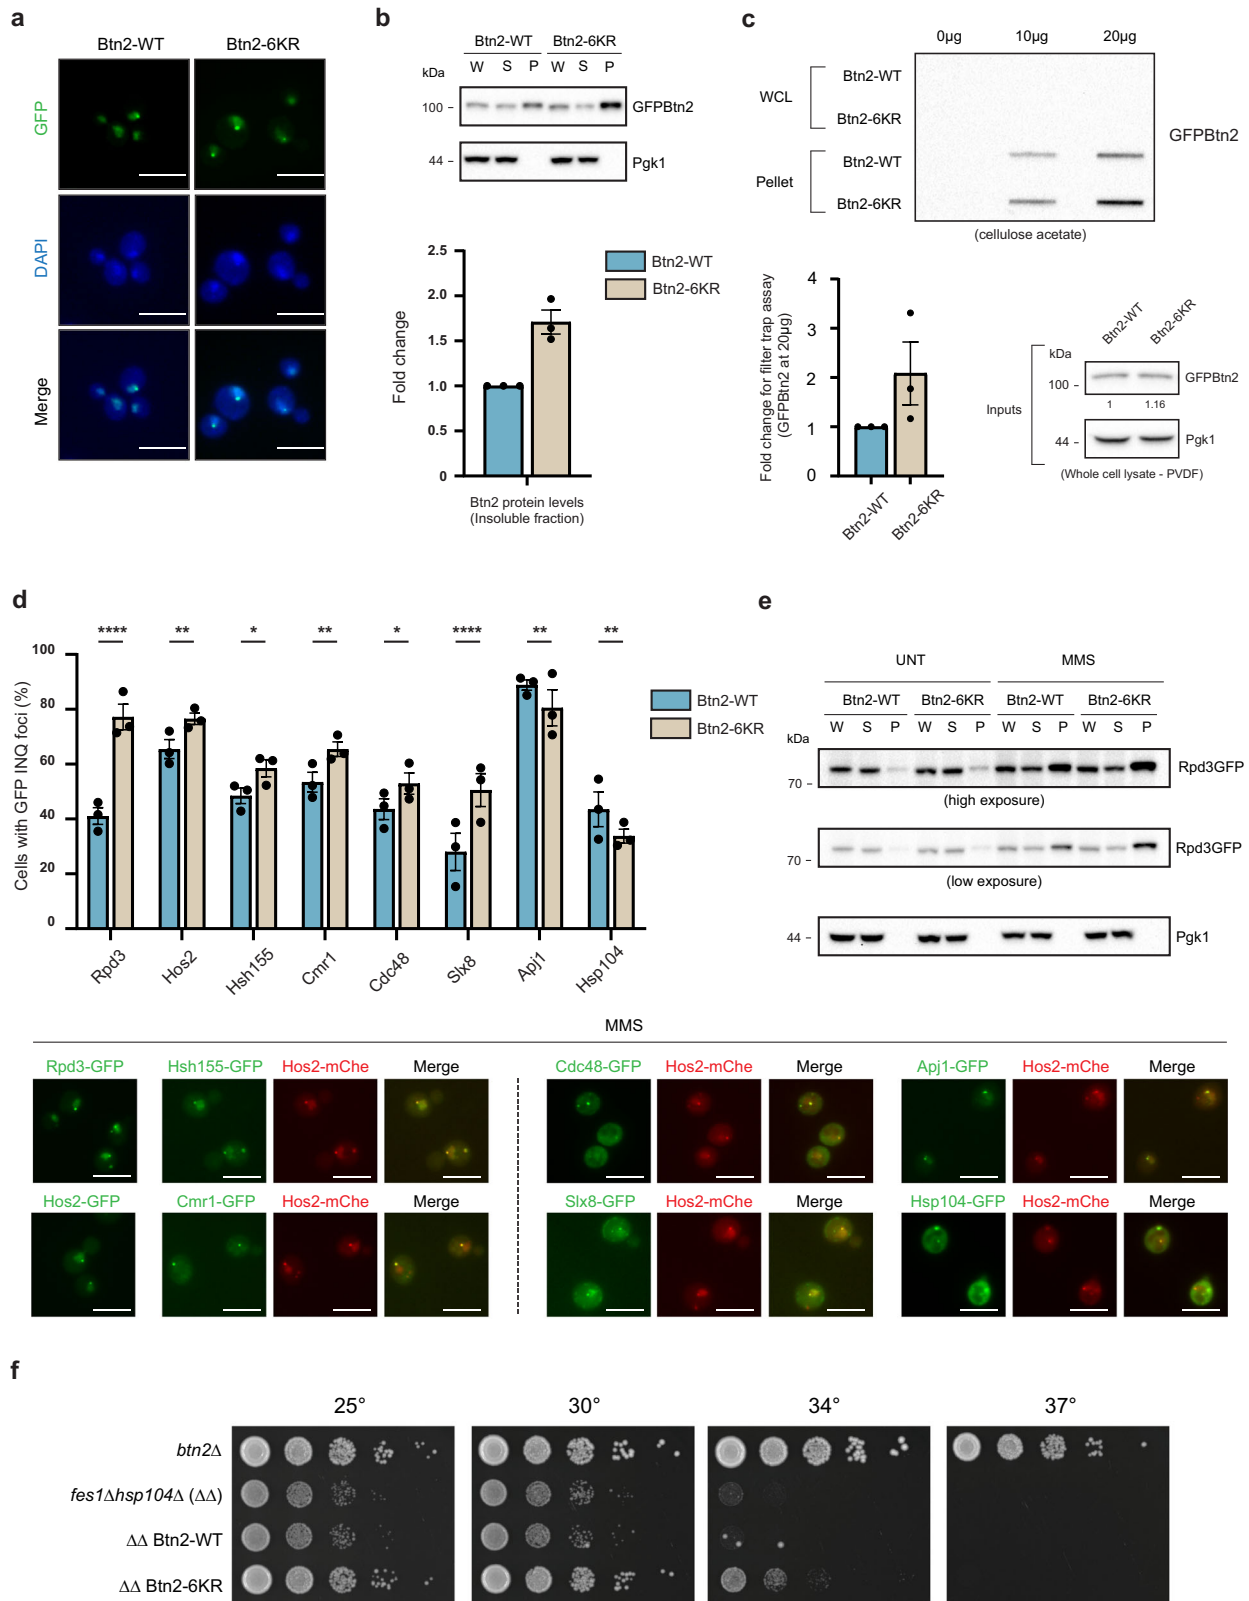 a
Btn2-WT Btn2-6KR
GFP
DAPI
Merge
b
Btn2-WT Btn2-6KR
W S P W S P
kDa
100 GFPBtn2
44 Pgk1
2.5
2.0
1.5
1.0
0.5
0
Fold change
Btn2-WT
Btn2-6KR
Btn2 protein levels
(Insoluble fraction)
c
0µg 10µg 20µg
WCL
Btn2-WT
Btn2-6KR
Pellet
Btn2-WT
Btn2-6KR
GFPBtn2
(cellulose acetate)
Fold change for filter trap assay
(GFPBtn2 at 20µg)
4
3
2
1
0
Btn2-WT
Btn2-6KR
Btn2-WT
Btn2-6KR
kDa
Inputs
100 GFPBtn2
1 1.16
44 Pgk1
(Whole cell lysate - PVDF)
d
**** ** * ** * **** ** **
Cells with GFP INQ foci (%)
100
80
60
40
20
0
Rpd3 Hos2 Hsh155 Cmr1 Cdc48 Slx8 Apj1 Hsp104
Btn2-WT
Btn2-6KR
e
UNT MMS
Btn2-WT Btn2-6KR Btn2-WT Btn2-6KR
W S P W S P W S P W S P
kDa
70 Rpd3GFP
(high exposure)
70 Rpd3GFP
(low exposure)
44 Pgk1
MMS
Rpd3-GFP Hsh155-GFP Hos2-mChe Merge Cdc48-GFP Hos2-mChe Merge Apj1-GFP Hos2-mChe Merge
Hos2-GFP Cmr1-GFP Hos2-mChe Merge Slx8-GFP Hos2-mChe Merge Hsp104-GFP Hos2-mChe Merge
f
25° 30° 34° 37°
btn2Δ
fes1Δhsp104Δ (ΔΔ)
ΔΔ Btn2-WT
ΔΔ Btn2-6KR